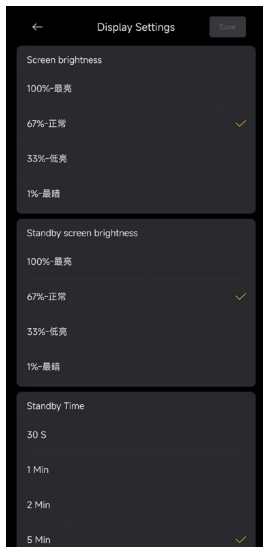 Display Settings
Save
Screen brightness
100%-最亮
67%-正常
33%-低亮
1%-最暗
Standby screen brightness
100%-最亮
67%-正常
33%-低亮
1%-最暗
Standby Time
30 S
1 Min
2 Min
5 Min